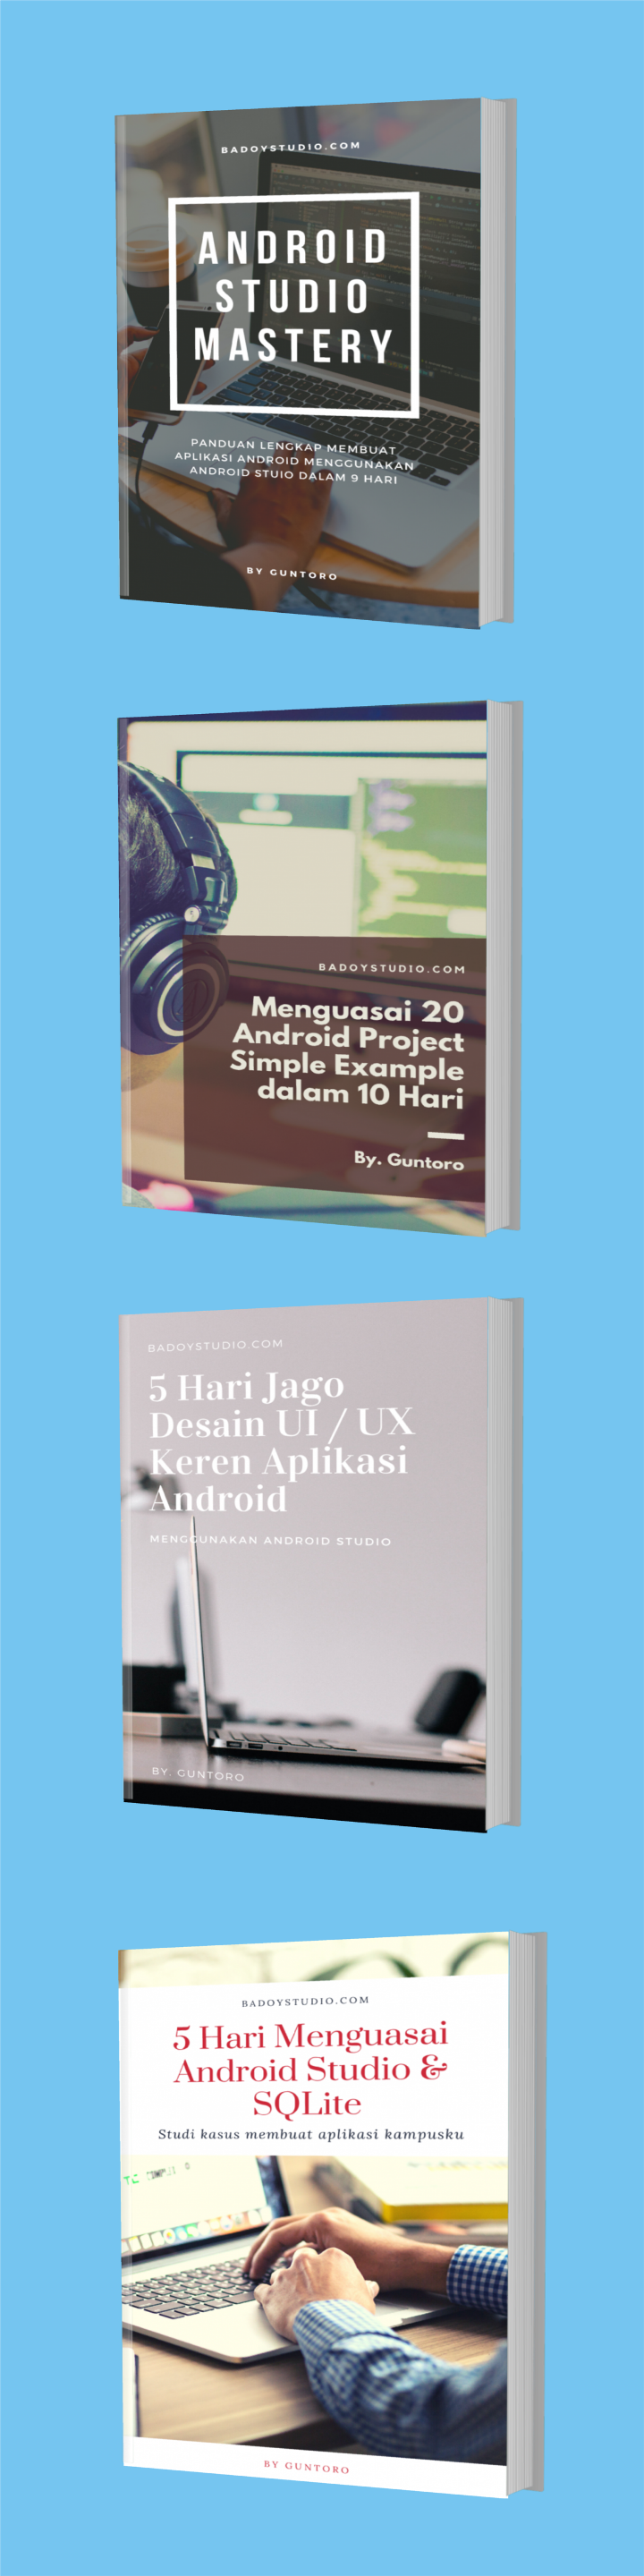 BADOYSTUDIO.COM
ANDROID
STUDIO
MASTERY
PANDUAN LENGKAP MEMBUAT
APLIKASI ANDROID MENGGUNAKAN
ANDROID STUIO DALAM 9 HARI
BY GUNTORO
BADOYSTUDIO.COM
Menguasai 20
Android Project
Simple Example
dalam 10 Hari
By. Guntoro
BADOYSTUDIO.COM
5 Hari Jago
Desain UI / UX
Keren Aplikasi
Android
MENGGUNAKAN ANDROID STUDIO
BY. GUNTORO
BADOYSTUDIO.COM
5 Hari Menguasai
Android Studio &
SQLite
Studi kasus membuat aplikasi kampusku
BY GUNTORO